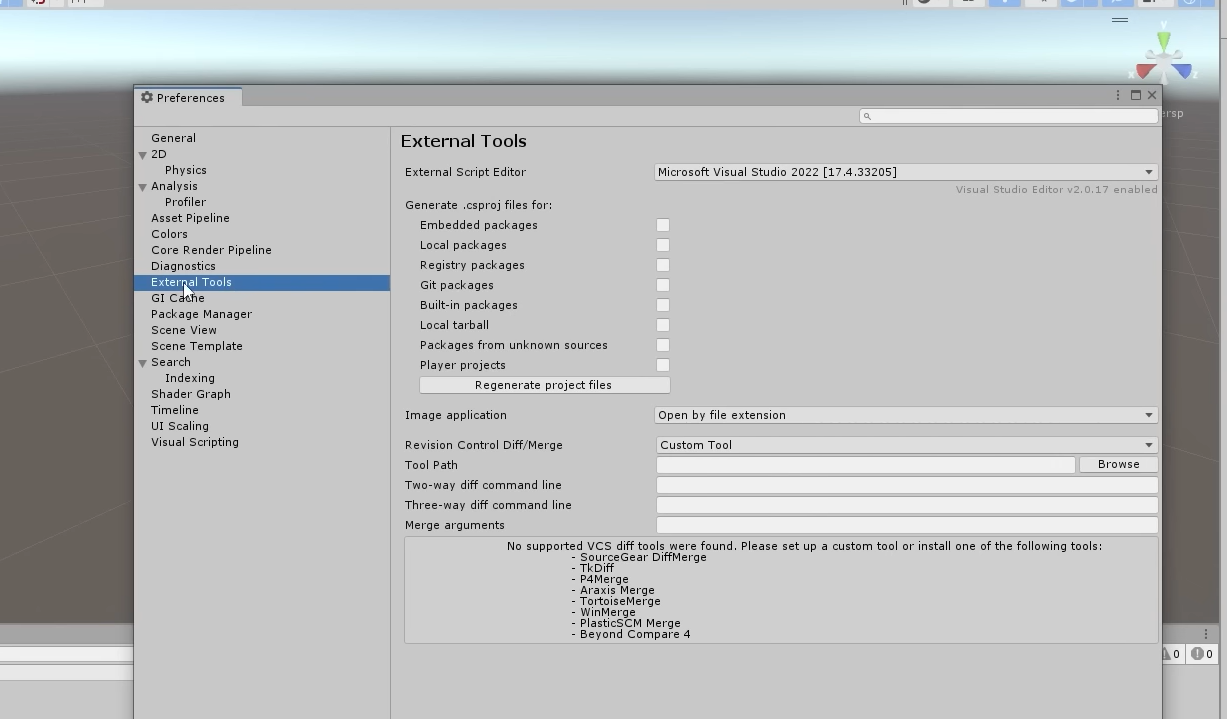 Y
X
Z
Preferences
ersp
General
2D
Physics
Analysis
Profiler
Asset Pipeline
Colors
Core Render Pipeline
Diagnostics
External Tools
GI Cache
Package Manager
Scene View
Scene Template
Search
Indexing
Shader Graph
Timeline
UI Scaling
Visual Scripting
External Tools
External Script Editor Microsoft Visual Studio 2022 [17.4.33205]
Visual Studio Editor v2.0.17 enabled
Generate .csproj files for:
Embedded packages
Local packages
Registry packages
Git packages
Built-in packages
Local tarball
Packages from unknown sources
Player projects
Regenerate project files
Image application Open by file extension
Revision Control Diff/Merge Custom Tool
Tool Path Browse
Two-way diff command line
Three-way diff command line
Merge arguments
No supported VCS diff tools were found. Please set up a custom tool or install one of the following tools:
- SourceGear DiffMerge
- TkDiff
- P4Merge
- Araxis Merge
- TortoiseMerge
- WinMerge
- PlasticSCM Merge
- Beyond Compare 4
0 0